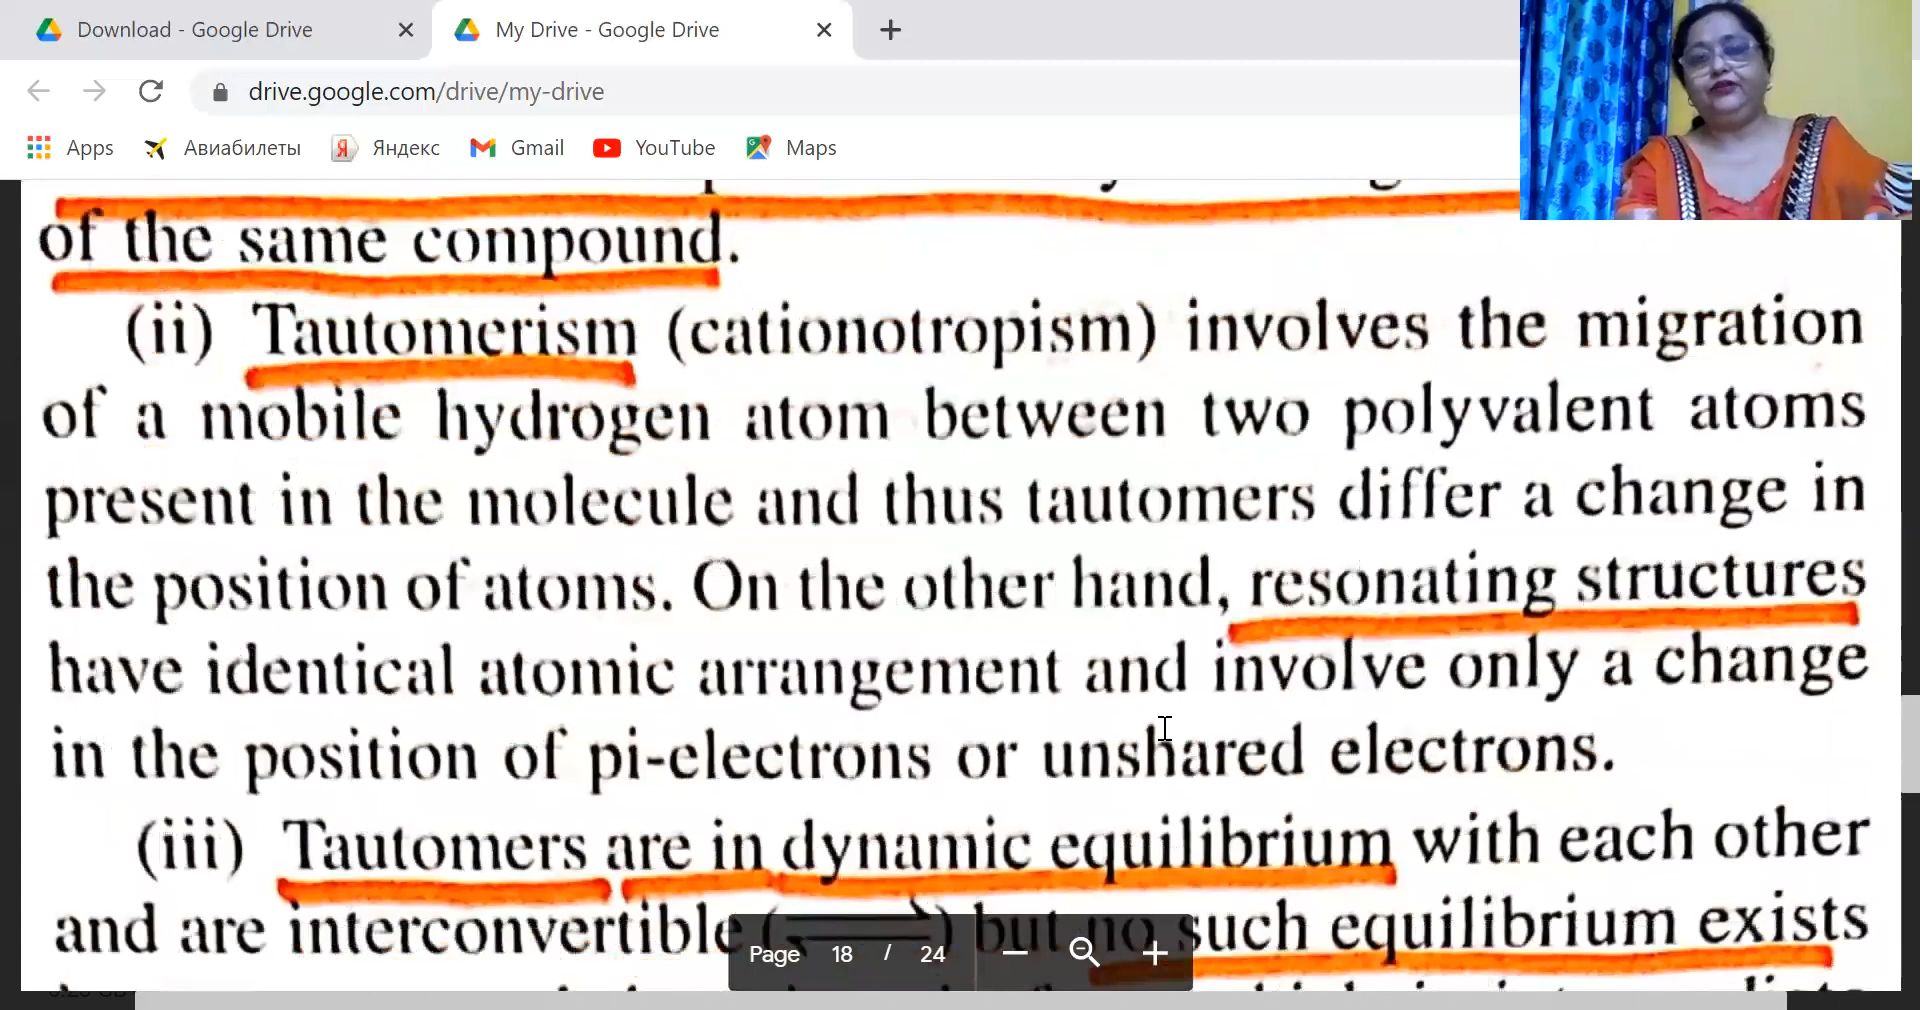 Download - Google Drive
My Drive - Google Drive
drive.google.com/drive/my-drive
Apps
Авиабилеты
Я
Яндекс
Gmail
YouTube
Maps
of the same compound.
(ii) Tautomerism (cationotropism) involves the migration
of a mobile hydrogen atom between two polyvalent atoms
present in the molecule and thus tautomers differ a change in
the position of atoms. On the other hand, resonating structures
have identical atomic arrangement and involve only a change
in the position of pi-electrons or unshared electrons.
(iii) Tautomers are in dynamic equilibrium with each other
and are interconvertible (⇌) but no such equilibrium exists
Page 18 / 24